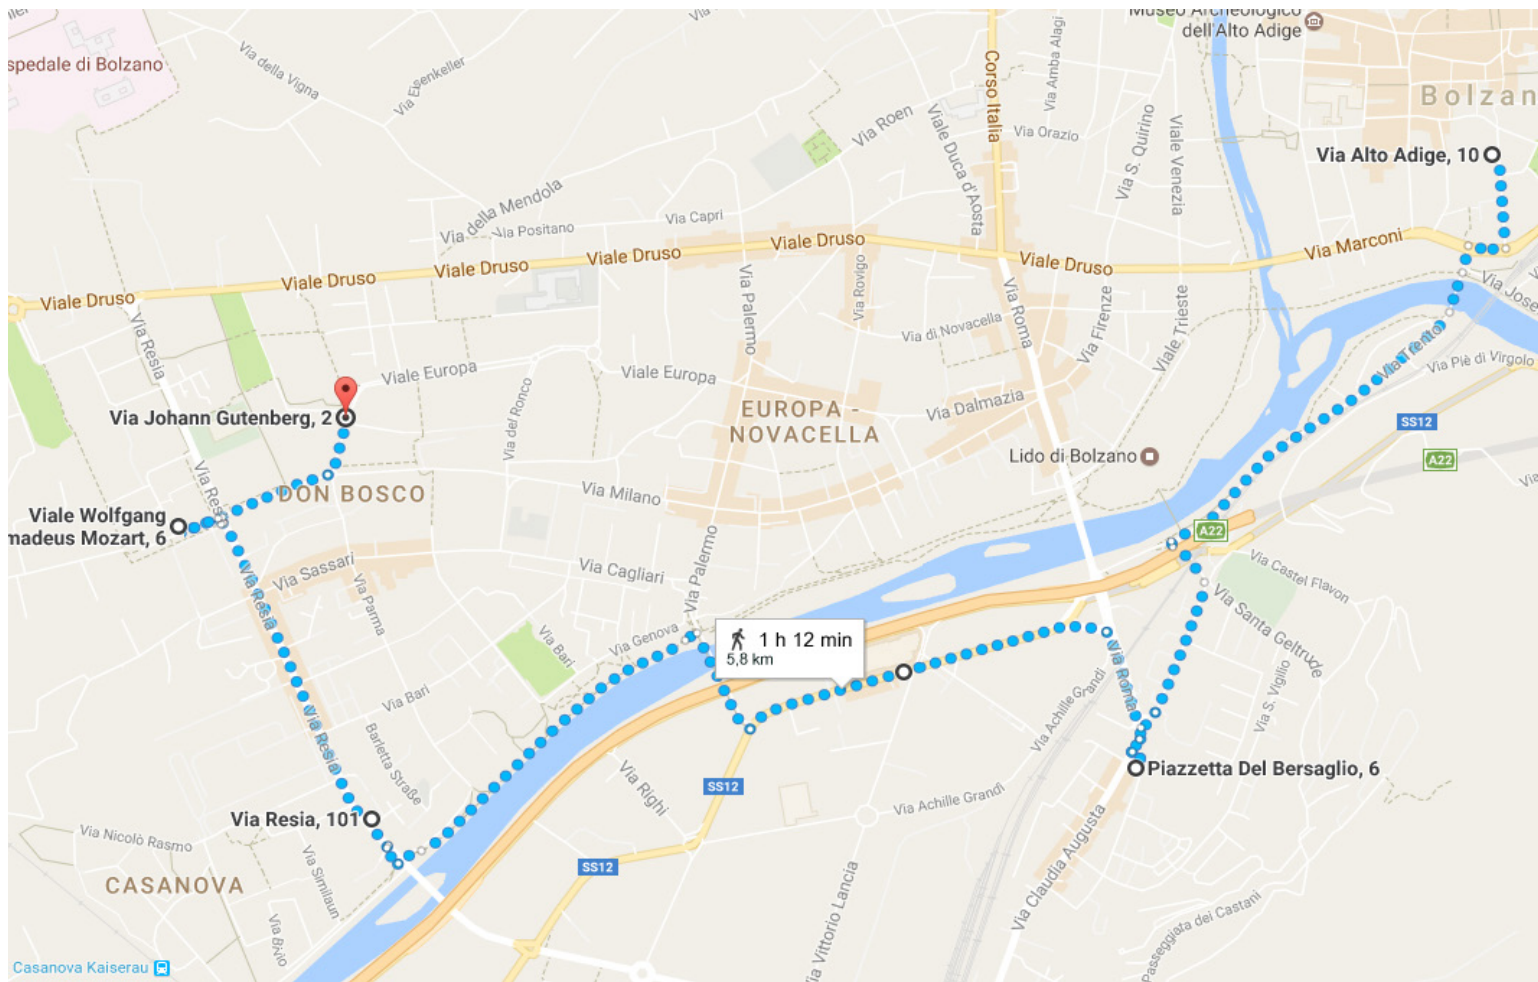 Museo Archeologico
dell'Alto Adige
spedale di Bolzano
Via della Vigna
Corso Italia
Via Amba Alagi
Bolzan
Via Roen
Viale Duca d'Aosta
Via Orazio
Via S. Quirino
Viale Venezia
Via Alto Adige, 10
Via della Mendola
Via Positano
Via Capri
Viale Druso
Viale Druso
Viale Druso
Viale Druso
Viale Druso
Viale Druso
Via Marconi
Via Resia
Via Palermo
Via Rovigo
Via Roma
Via di Novacella
Via Firenze
Viale Trieste
Via Jose
Via Trento
Via Piè di Virgolo
Viale Europa
Viale Europa
Via Johann Gutenberg, 2
Via del Ronco
EUROPA -
NOVACELLA
Via Dalmazia
SS12
Lido di Bolzano
A22
Via Resia
DON BOSCO
Via Milano
Viale Wolfgang
madeus Mozart, 6
A22
Via Sassari
Via Cagliari
Via Palermo
Via Castel Flavon
Via Resia
Via Parma
Via Genova
Via Bari
1 h 12 min
5,8 km
Via Santa Geltrude
Via Roma
Via S. Vigilio
Via Achille Grandi
Via Bari
Via Resia
Barletta Straße
Via Righi
SS12
Piazzetta Del Bersaglio, 6
Via Achille Grandi
Via Resia, 101
Via Nicolò Rasmo
Via Similaun
SS12
CASANOVA
Via Claudia Augusta
Via Vittorio Lancia
Passeggiata dei Castani
Via Bivio
Casanova Kaiserau